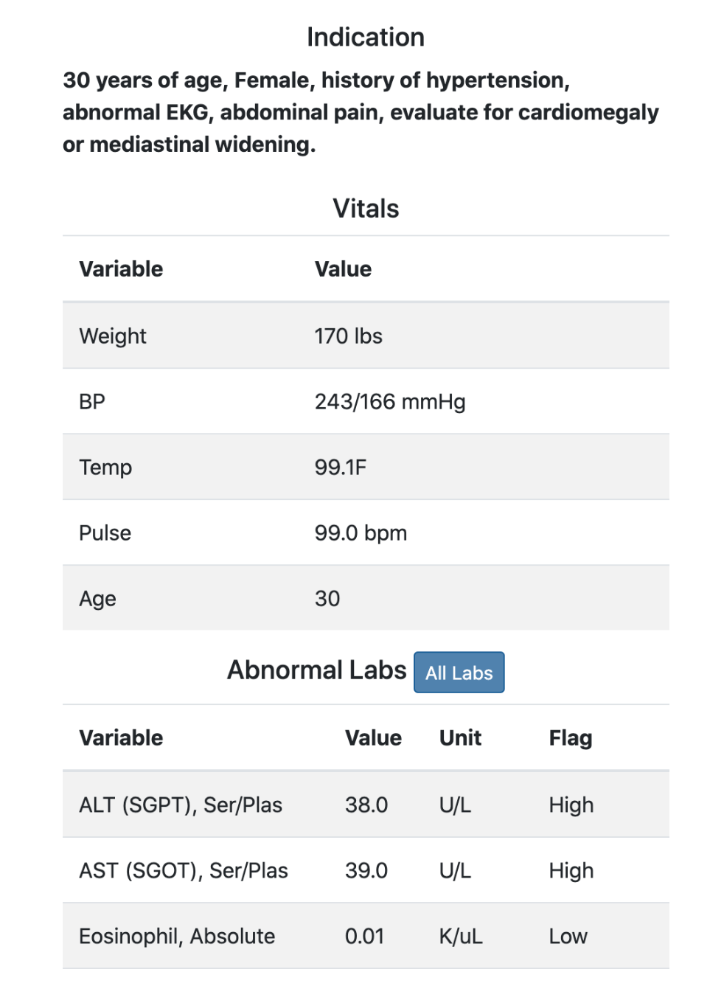 Indication
30 years of age, Female, history of hypertension,
abnormal EKG, abdominal pain, evaluate for cardiomegaly
or mediastinal widening.
Vitals
Variable Value
Weight 170 lbs
BP 243/166 mmHg
Temp 99.1F
Pulse 99.0 bpm
Age 30
Abnormal Labs All Labs
Variable Value Unit Flag
ALT (SGPT), Ser/Plas 38.0 U/L High
AST (SGOT), Ser/Plas 39.0 U/L High
Eosinophil, Absolute 0.01 K/uL Low